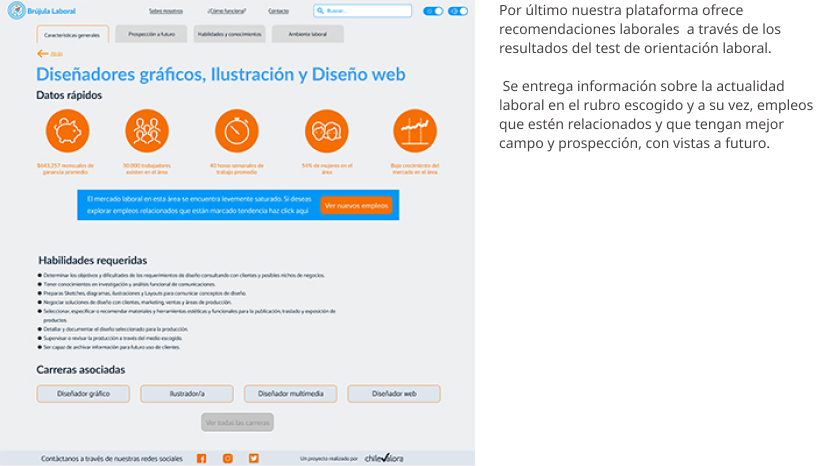 Brújula Laboral
Sobre nosotros
¿Cómo funciona?
Contacto
Buscar...
Características generales
Prospección a futuro
Habilidades y conocimientos
Ambiente laboral
Diseñadores gráficos, Ilustración y Diseño web
Datos rápidos
$643.257 mensuales de
ganancia promedio
50.000 trabajadores
existen en el área
40 horas semanales de
trabajo promedio
54% de mujeres en el
área
Bajo crecimiento del
mercado en el área
El mercado laboral en esta área se encuentra levemente saturado. Si deseas
explorar empleos relacionados que están marcado tendencia haz click aquí
Ver nuevos empleos
Habilidades requeridas
Determinar los objetivos y dificultades de los requerimientos de diseño consultando con clientes y posibles nichos de negocios.
Tener conocimientos en investigación y análisis funcional de comunicaciones.
Preparar Sketches, diagramas, ilustraciones y Layouts para comunicar conceptos de diseño.
Negociar soluciones de diseño con clientes, marketing, ventas y áreas de producción.
Seleccionar, especificar o recomendar materiales y herramientas estéticas y funcionales para la publicación, traslado y exposición de
productos.
Detallar y documentar el diseño seleccionado para la producción.
Supervisar o revisar la producción a través del medio escogido.
Ser capaz de archivar información para futuro uso de clientes.
Carreras asociadas
Diseñador gráfico
Ilustrador/a
Diseñador multimedia
Diseñador web
Ver todas las carreras
Contáctanos a través de nuestras redes sociales
Un proyecto realizado por
chilevalora
Por último nuestra plataforma ofrece
recomendaciones laborales a través de los
resultados del test de orientación laboral.
Se entrega información sobre la actualidad
laboral en el rubro escogido y a su vez, empleos
que estén relacionados y que tengan mejor
campo y prospección, con vistas a futuro.